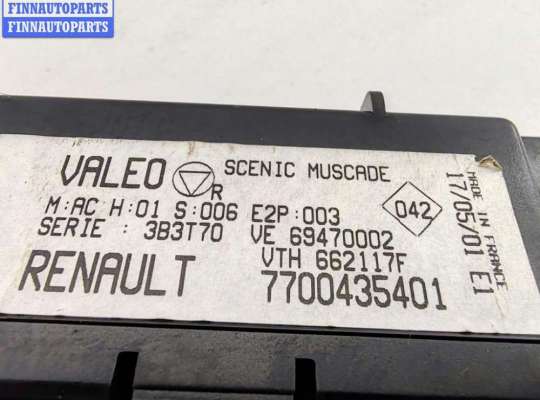 FINNAUTOPARTS
FINNAUTOPARTS
VALEO R SCENIC MUSCADE
M:AC H:01 S:006 E2P:003
SERIE : 3B3T70 VE 69470002
VTH 662117F
RENAULT 7700435401
042
MADE IN FRANCE
17/05/01 E1